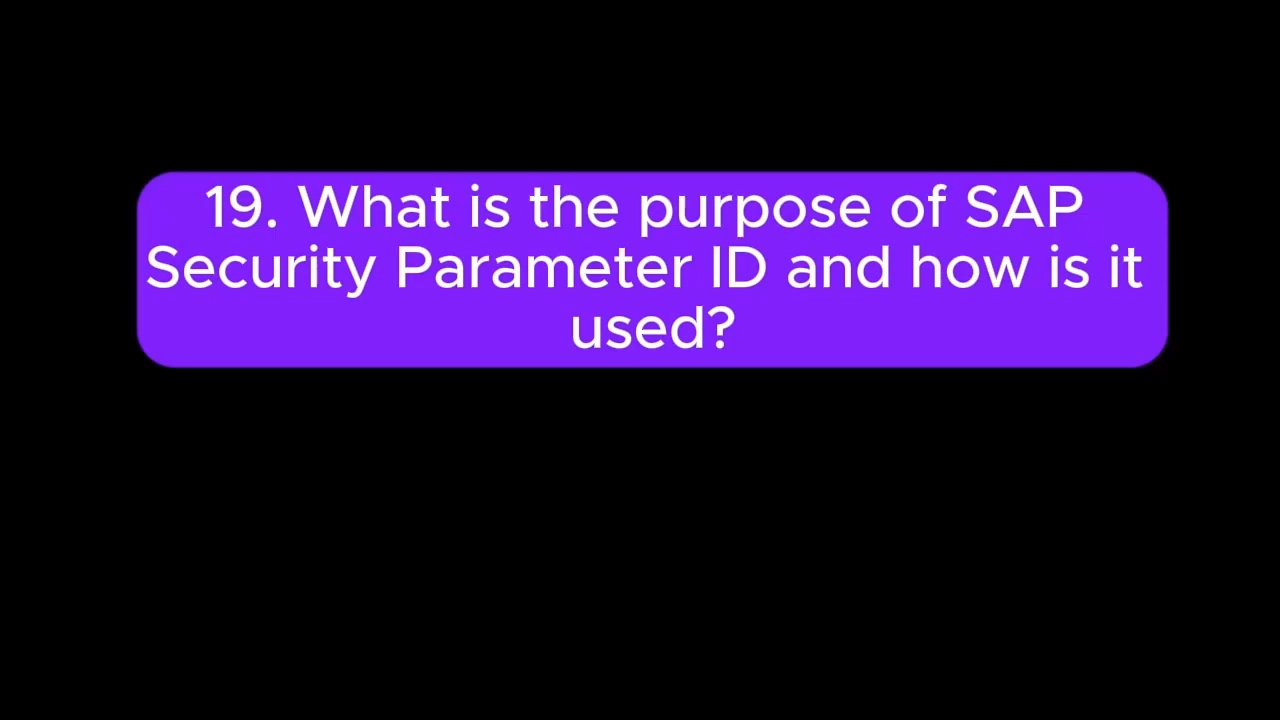 19. What is the purpose of SAP
Security Parameter ID and how is it
used?